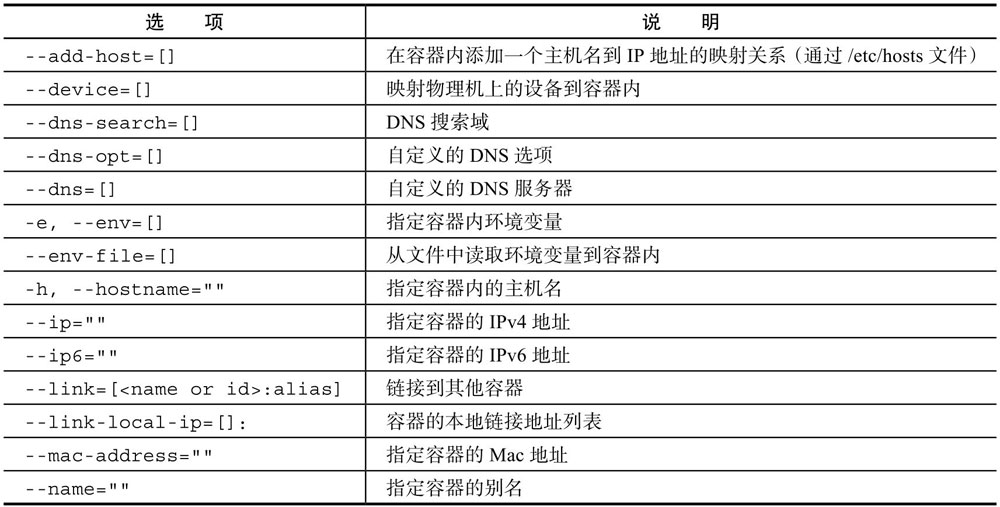 选 项 说 明
--add-host=[] 在容器内添加一个主机名到 IP 地址的映射关系（通过 /etc/hosts 文件）
--device=[] 映射物理机上的设备到容器内
--dns-search=[] DNS 搜索域
--dns-opt=[] 自定义的 DNS 选项
--dns=[] 自定义的 DNS 服务器
-e, --env=[] 指定容器内环境变量
--env-file=[] 从文件中读取环境变量到容器内
-h, --hostname="" 指定容器内的主机名
--ip="" 指定容器的 IPv4 地址
--ip6="" 指定容器的 IPv6 地址
--link=[<name or id>:alias] 链接到其他容器
--link-local-ip=[]: 容器的本地链接地址列表
--mac-address="" 指定容器的 Mac 地址
--name="" 指定容器的别名